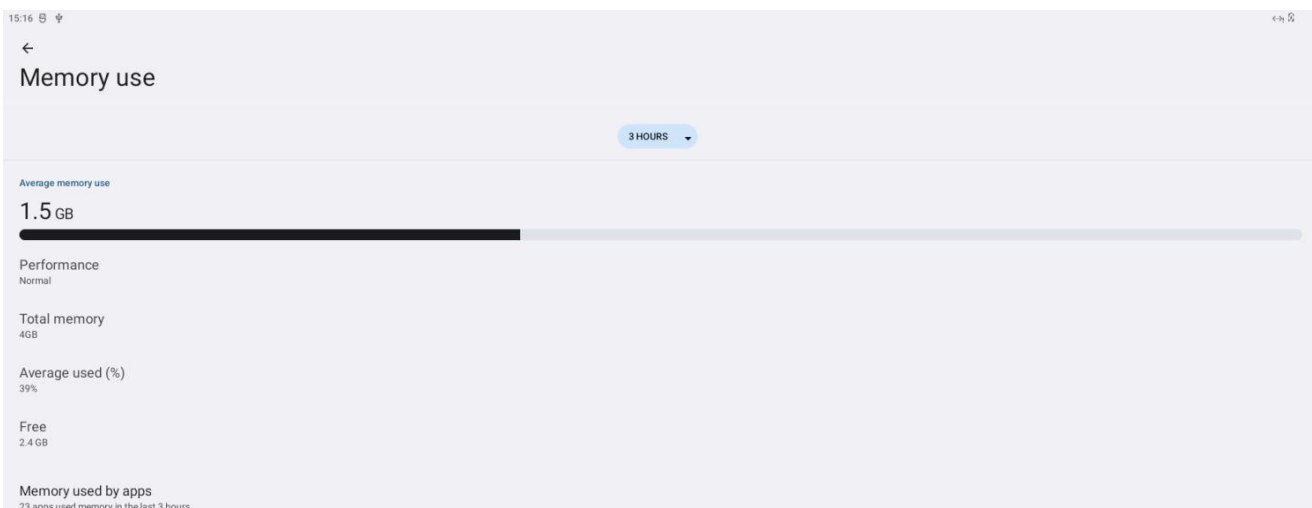 15:16
Memory use
3 HOURS
Average memory use
1.5 GB
Performance
Normal
Total memory
4GB
Average used (%)
39%
Free
2.4 GB
Memory used by apps
23 apps used memory in the last 3 hours